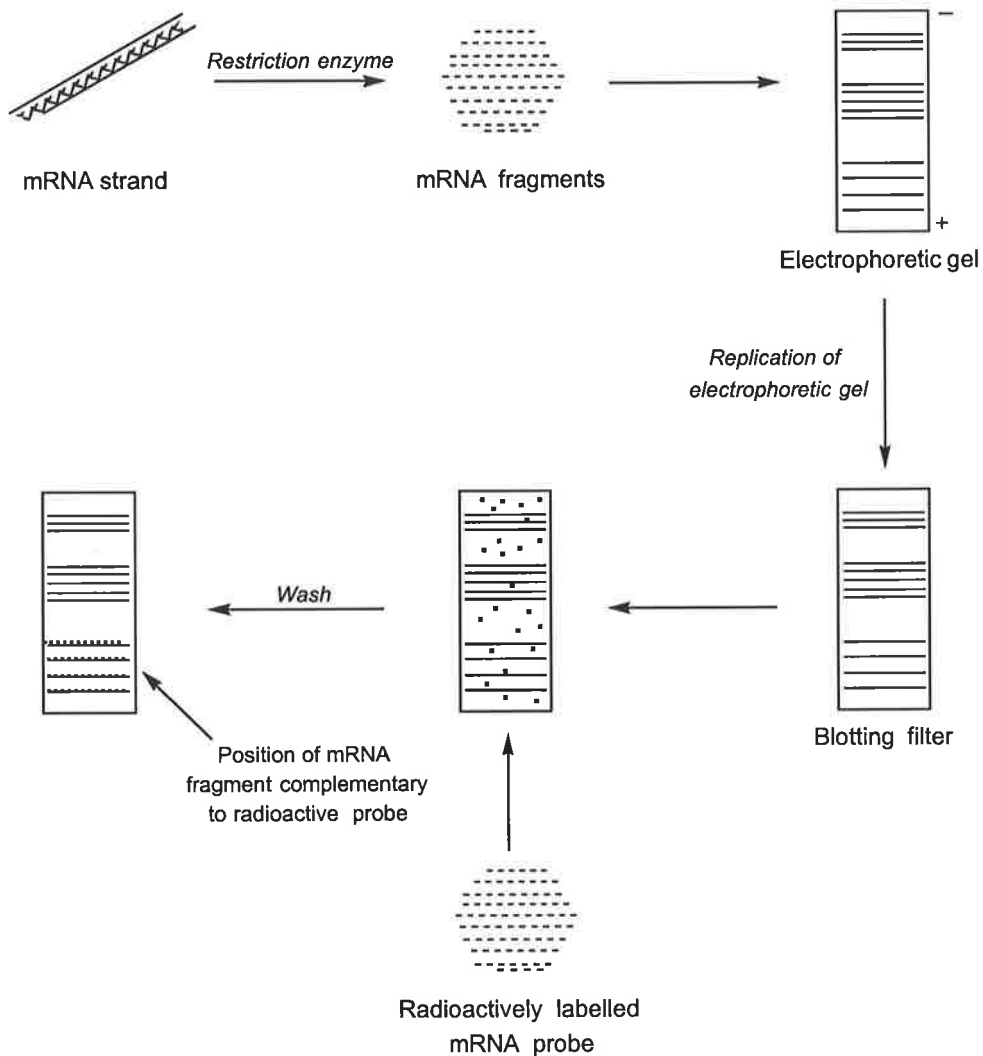 Restriction enzyme
mRNA strand
mRNA fragments
−
+
Electrophoretic gel
Replication of
electrophoretic gel
Wash
Blotting filter
Position of mRNA
fragment complementary
to radioactive probe
Radioactively labelled
mRNA probe